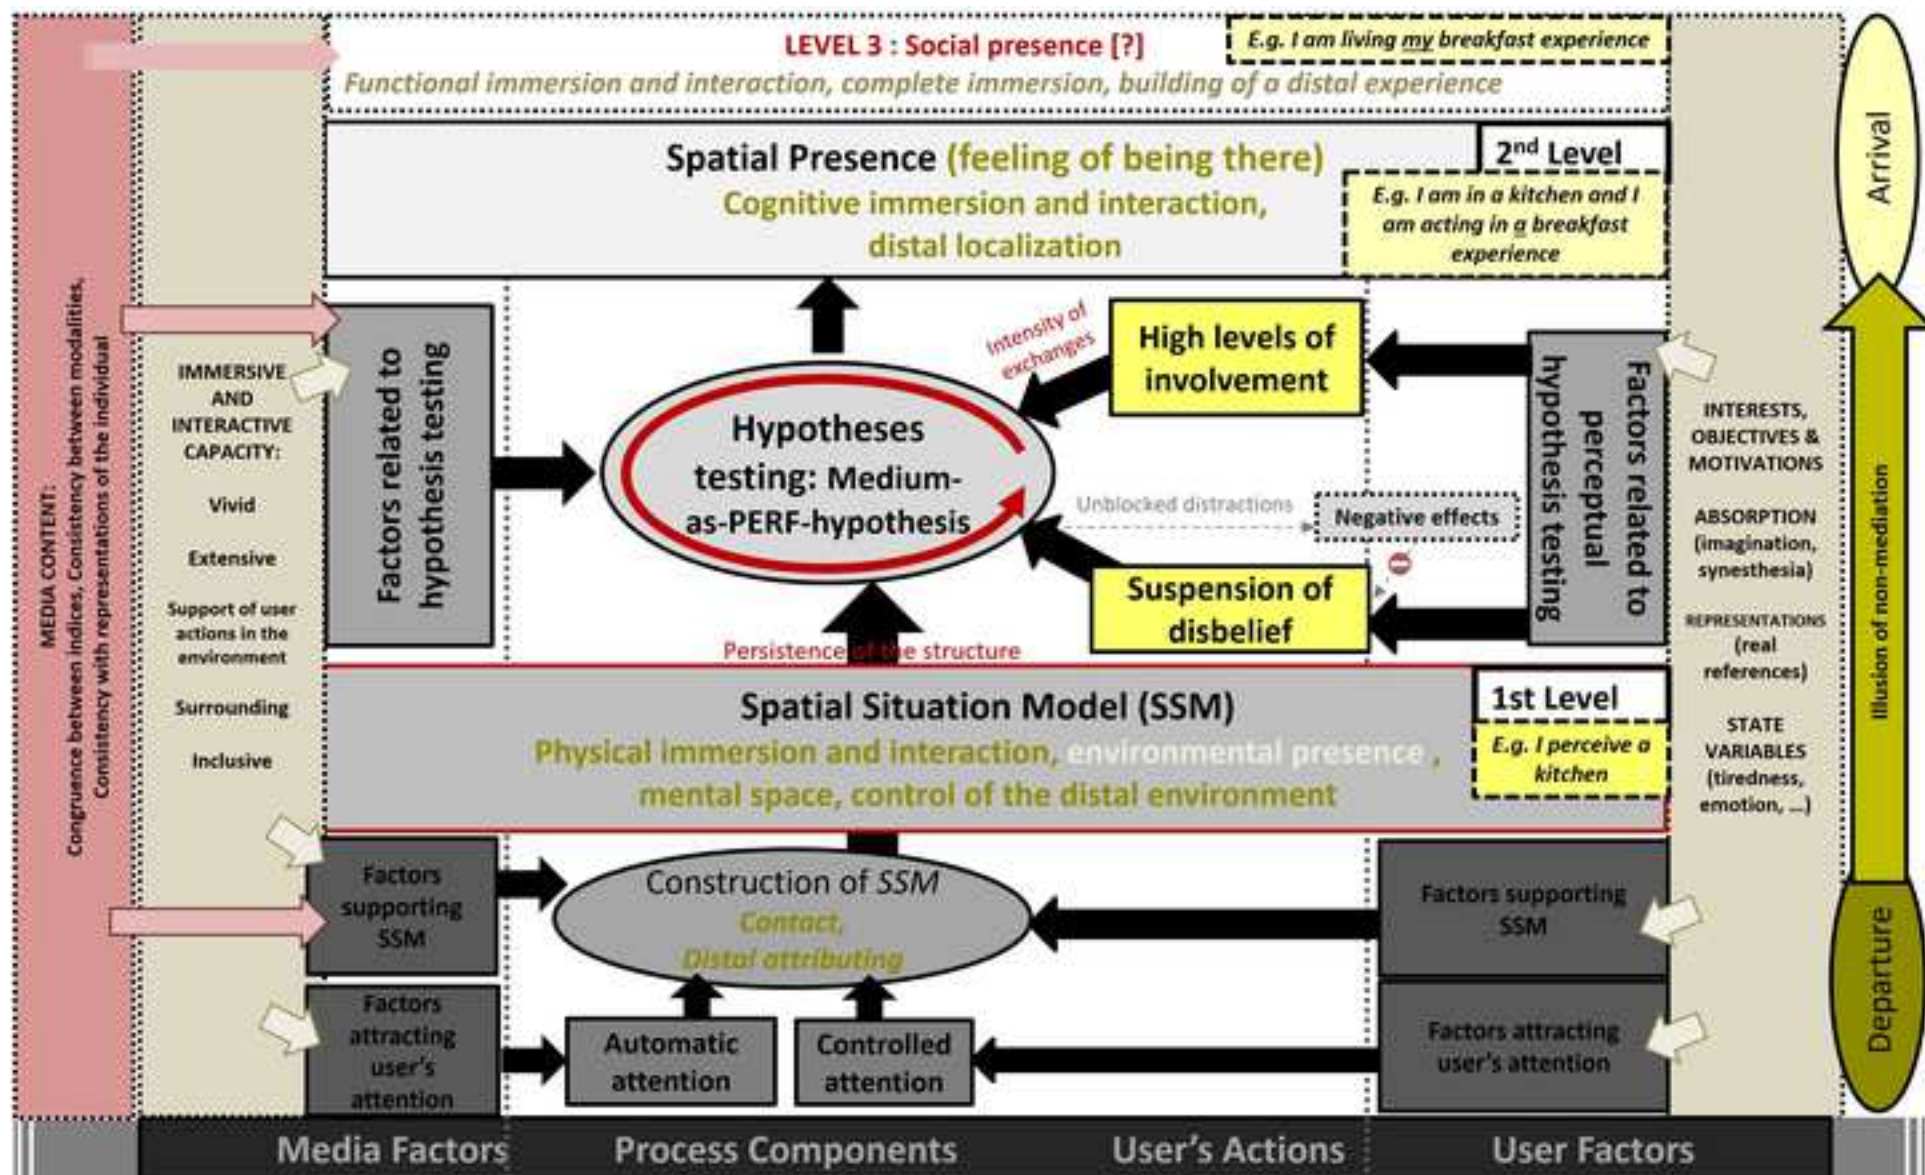 LEVEL 3 : Social presence [?]
E.g. I am living my breakfast experience
Functional immersion and interaction, complete immersion, building of a distal experience
Spatial Presence (feeling of being there)
Cognitive immersion and interaction,
distal localization
2nd Level
E.g. I am in a kitchen and I
am acting in a breakfast
experience
MEDIA CONTENT:
Congruence between indices, Consistency between modalities,
Consistency with representations of the individual
IMMERSIVE
AND
INTERACTIVE
CAPACITY:
Vivid
Extensive
Support of user
actions in the
environment
Surrounding
Inclusive
Factors related to
hypothesis testing
Hypotheses
testing: Medium-
as-PERF-hypothesis
Intensity of
exchanges
High levels of
involvement
Unblocked distractions
Negative effects
Suspension of
disbelief
Factors related to
perceptual
hypothesis testing
INTERESTS,
OBJECTIVES &
MOTIVATIONS
ABSORPTION
(imagination,
synesthesia)
REPRESENTATIONS
(real
references)
STATE
VARIABLES
(tiredness,
emotion, ...)
Arrival
Illusion of non-mediation
Departure
Persistence of the structure
Spatial Situation Model (SSM)
Physical immersion and interaction, environmental presence ,
mental space, control of the distal environment
1st Level
E.g. I perceive a
kitchen
Factors
supporting
SSM
Construction of SSM
Contact,
Distal attributing
Factors supporting
SSM
Factors
attracting
user's
attention
Automatic
attention
Controlled
attention
Factors attracting
user's attention
Media Factors
Process Components
User's Actions
User Factors